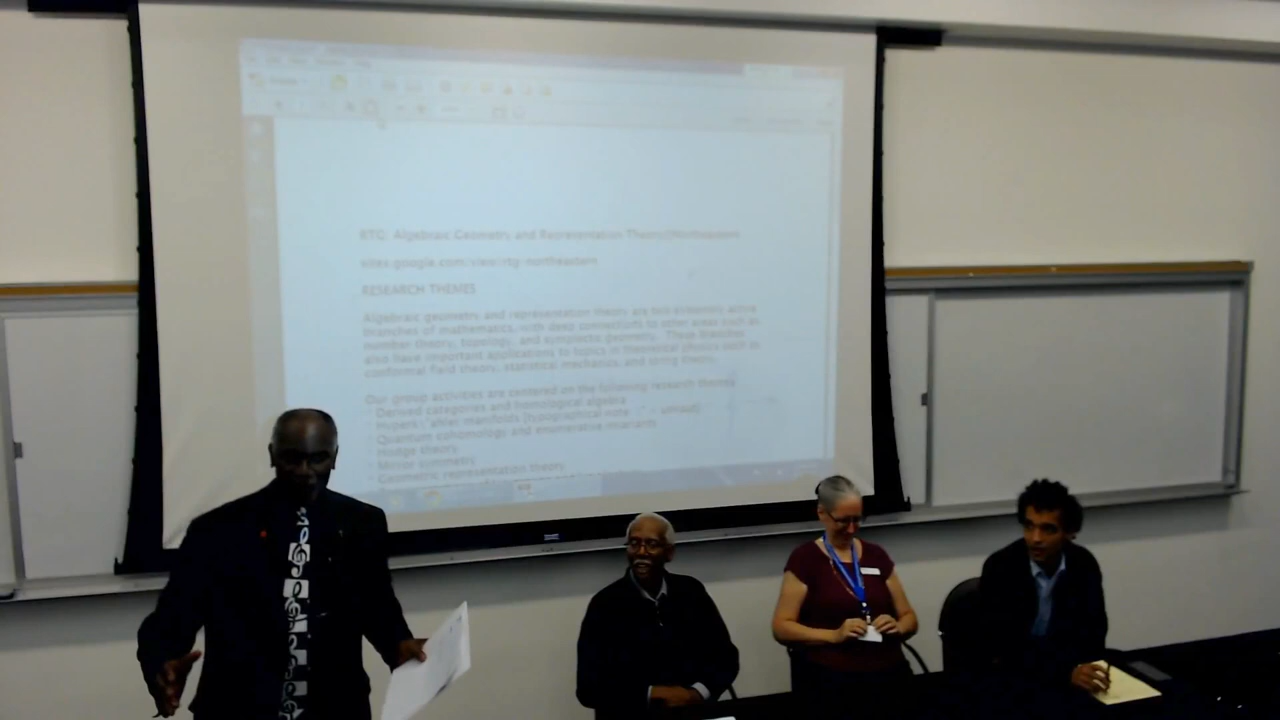 RTG: Algebraic Geometry and Representation Theory@Northeastern
sites.google.com/view/rtg-northeastern
RESEARCH THEMES
Algebraic geometry and representation theory are two extremely active
branches of mathematics, with deep connections to other areas such as
number theory, topology, and symplectic geometry. These branches
also have important applications to topics in theoretical physics such as
conformal field theory, statistical mechanics, and string theory.
Our group activities are centered on the following research themes
- Derived categories and homological algebra
manifolds [typographical note
- Quantum cohomology and enumerative invariants
- Hodge theory
- Mirror symmetry
- Geometric representation theory